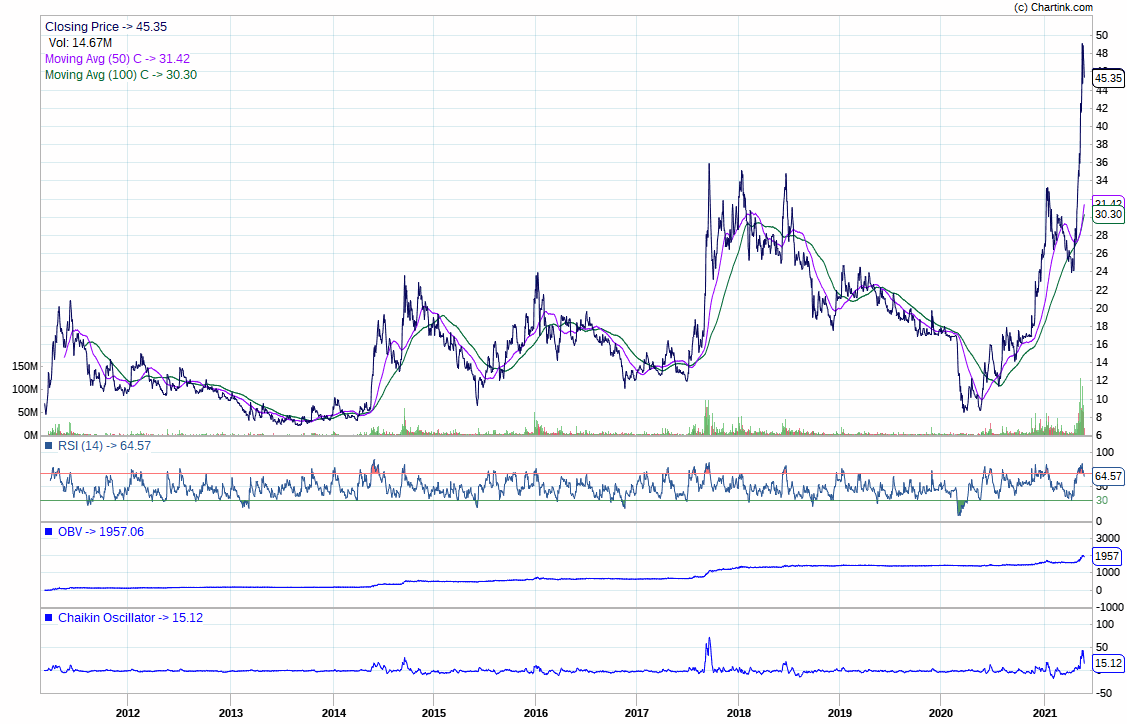 (c) Chartink.com
Closing Price -> 45.35
Vol: 14.67M
Moving Avg (50) C -> 31.42
Moving Avg (100) C -> 30.30
50
48
45.35
44
42
40
38
36
34
31.42
30.30
28
26
24
22
20
18
16
14
12
10
8
6
150M
100M
50M
0M
RSI (14) -> 64.57
100
64.57
50
30
0
OBV -> 1957.06
3000
1957
1000
0
-1000
Chaikin Oscillator -> 15.12
100
50
15.12
-50
2012 2013 2014 2015 2016 2017 2018 2019 2020 2021